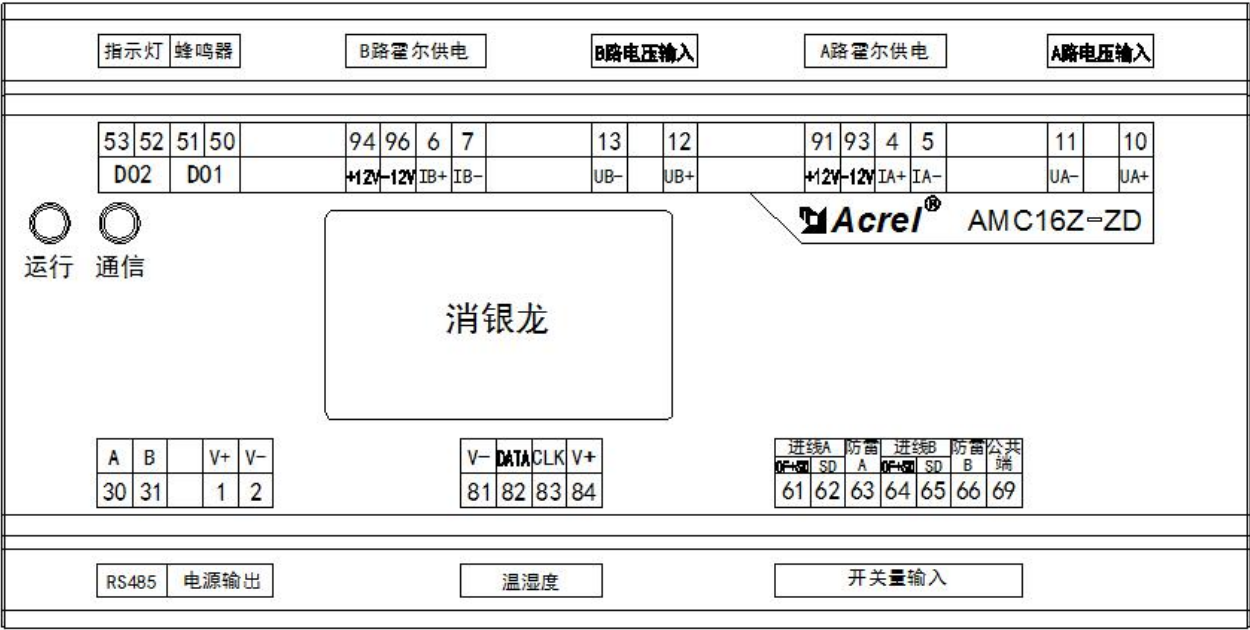 指示灯 蜂鸣器 B路霍尔供电 B路电压输入 A路霍尔供电 A路电压输入
53 52 51 50 94 96 6 7 13 12 91 93 4 5 11 10
D02 D01 +12V -12V IB+ IB- UB- UB+ +12V -12V IA+ IA- UA- UA+
Acrel® AMC16Z-ZD
运行 通信
消银龙
A B V+ V- V- DATA CLK V+ 进线A 防雷 进线B 防雷 公共
OF+SD SD A OF+SD SD B 端
30 31 1 2 81 82 83 84 61 62 63 64 65 66 69
RS485 电源输出 温湿度 开关量输入